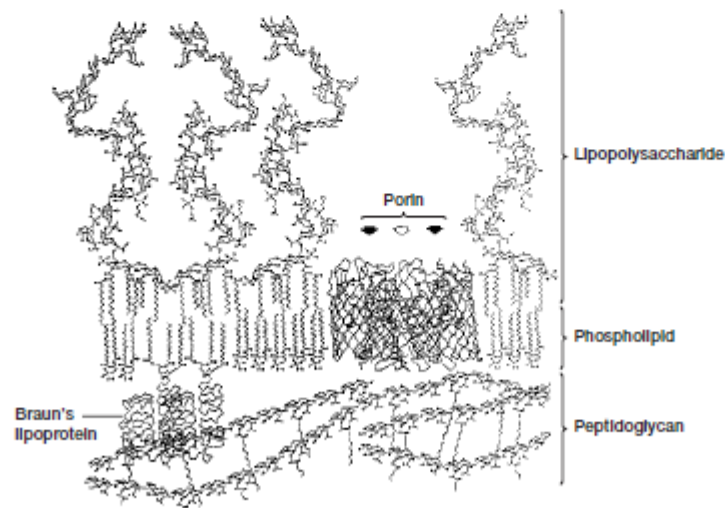 Lipopolysaccharide
Porin
Phospholipid
Braun's
lipoprotein
Peptidoglycan